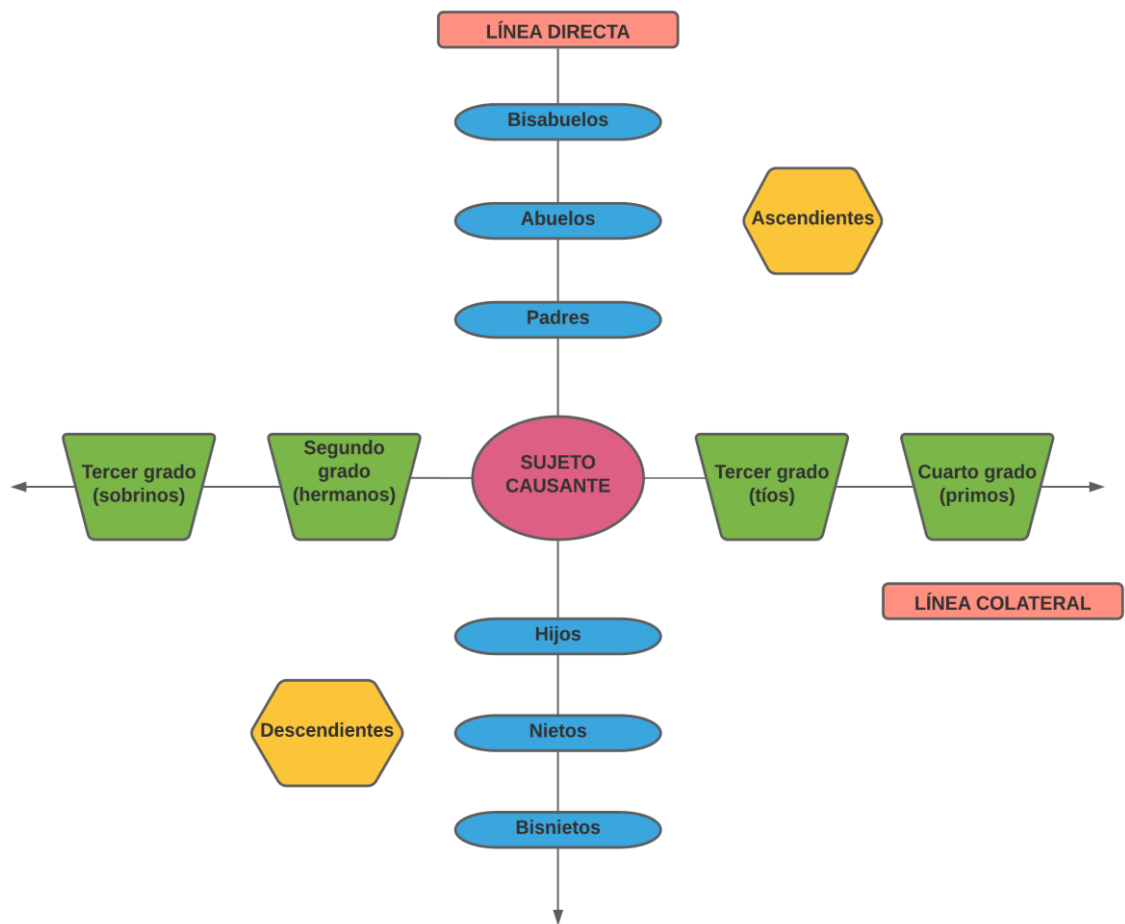 LÍNEA DIRECTA
Bisabuelos
Abuelos
Ascendientes
Padres
Tercer grado
(sobrinos)
Segundo
grado
(hermanos)
SUJETO
CAUSANTE
Tercer grado
(tíos)
Cuarto grado
(primos)
LÍNEA COLATERAL
Hijos
Descendientes
Nietos
Bisnietos